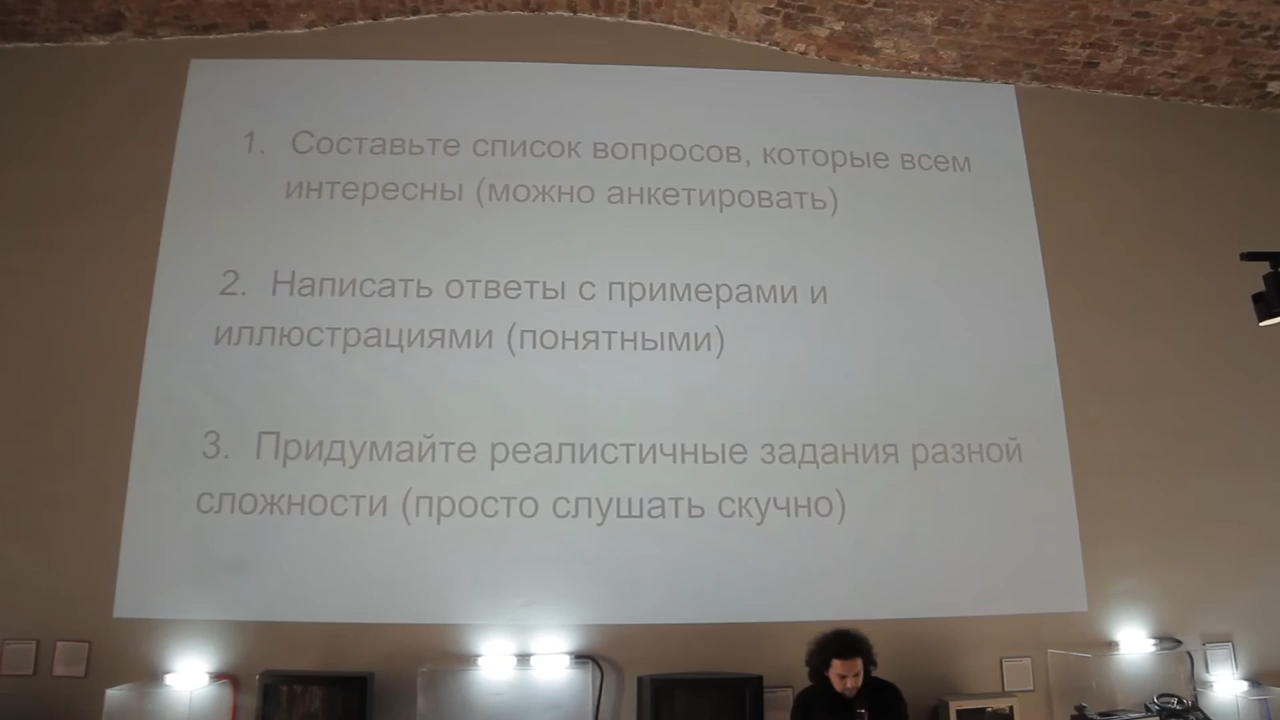 1. Составьте список вопросов, которые всем
интересны (можно анкетировать)
2. Написать ответы с примерами и
иллюстрациями (понятными)
3. Придумайте реалистичные задания разной
сложности (просто слушать скучно)